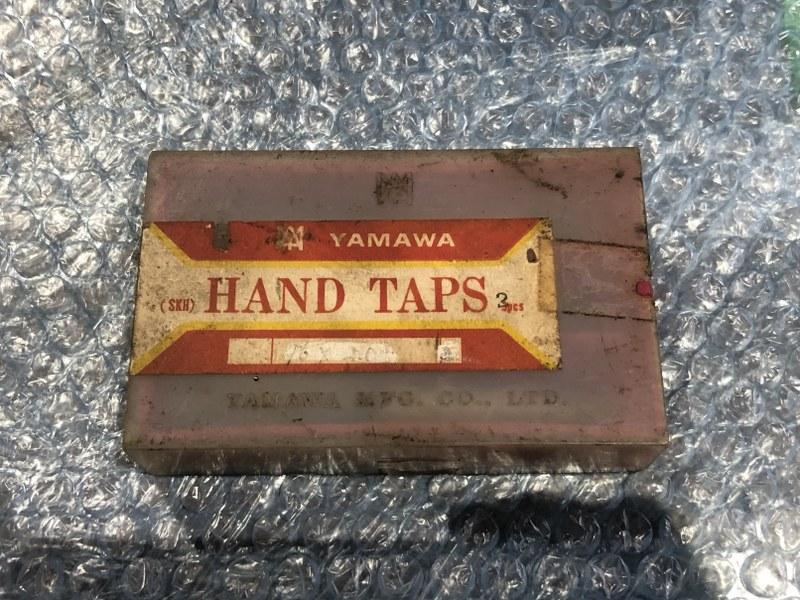 YAMAWA
(SKH) HAND TAPS 3pcs
YAMAWA MFG. CO., LTD.